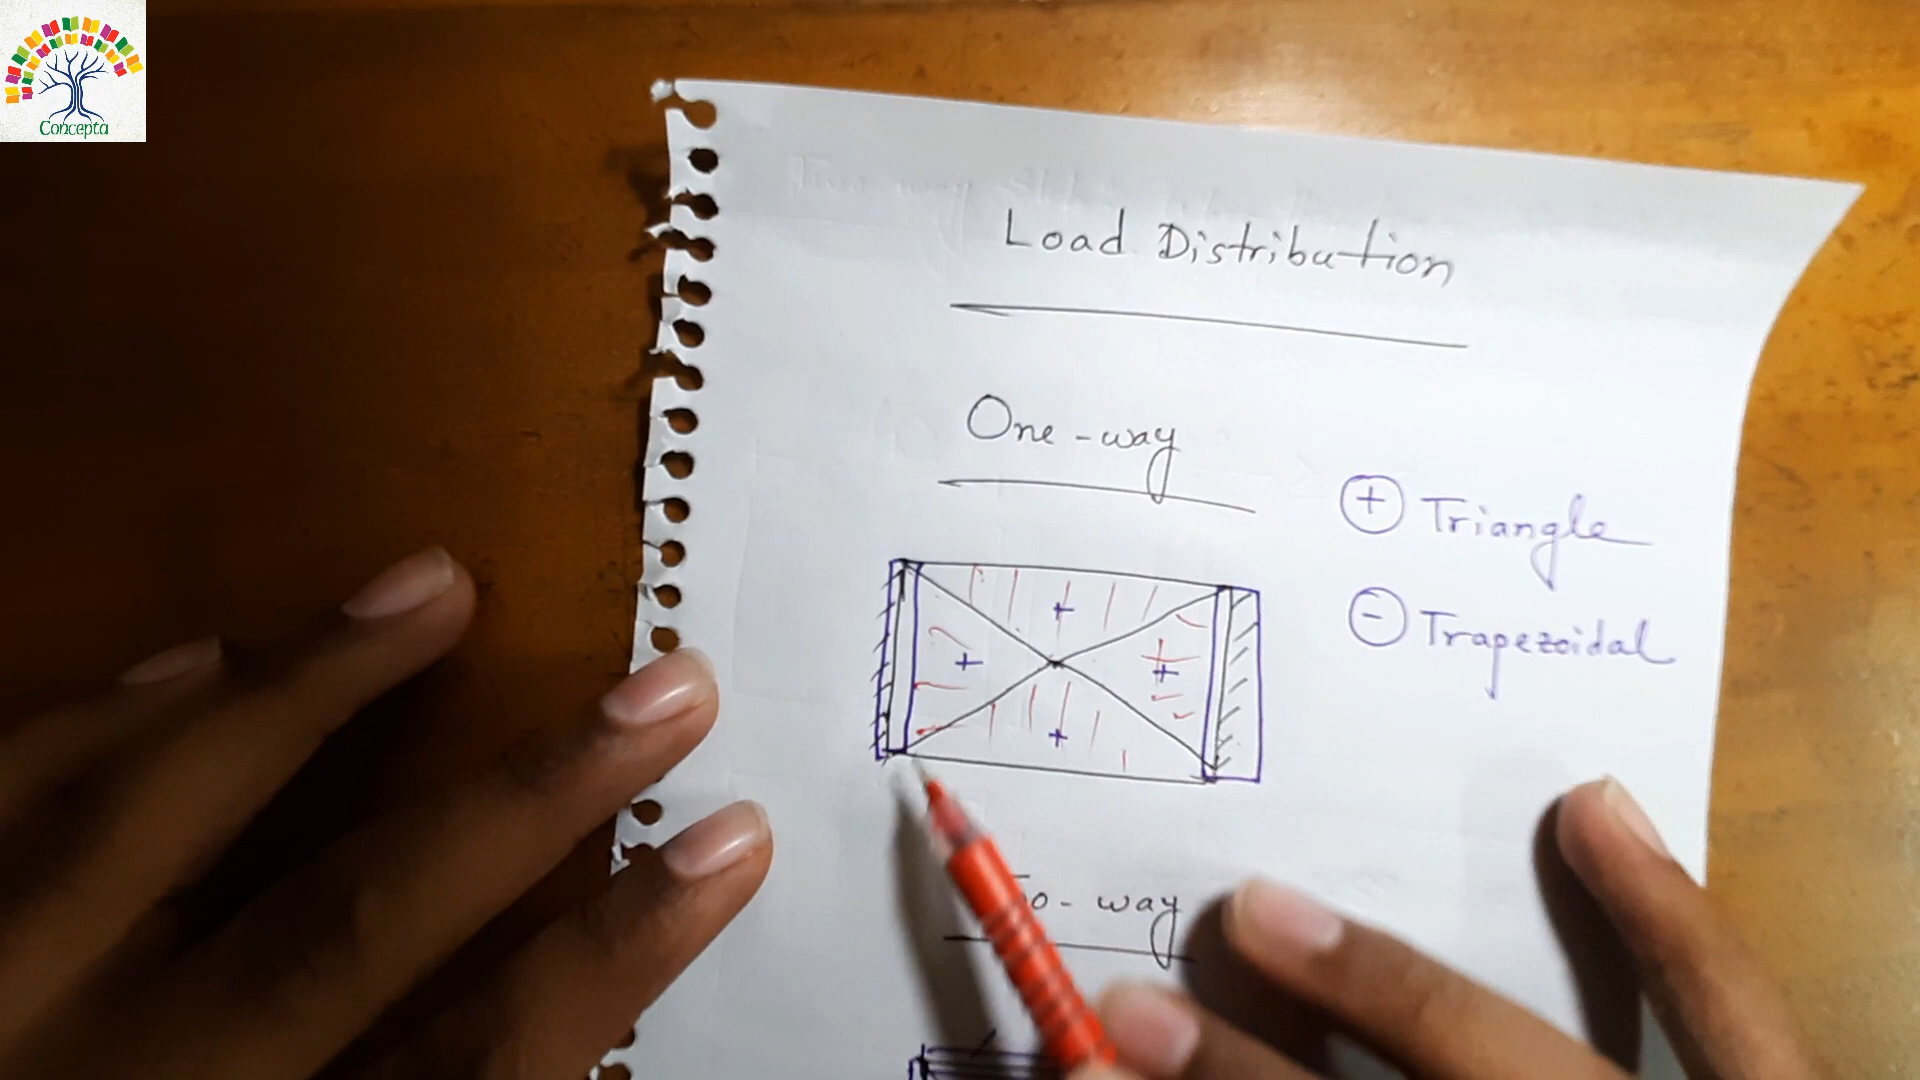 Concepta
Load Distribution
One-way
+ Triangle
- Trapezoidal
+
+
+
+
way